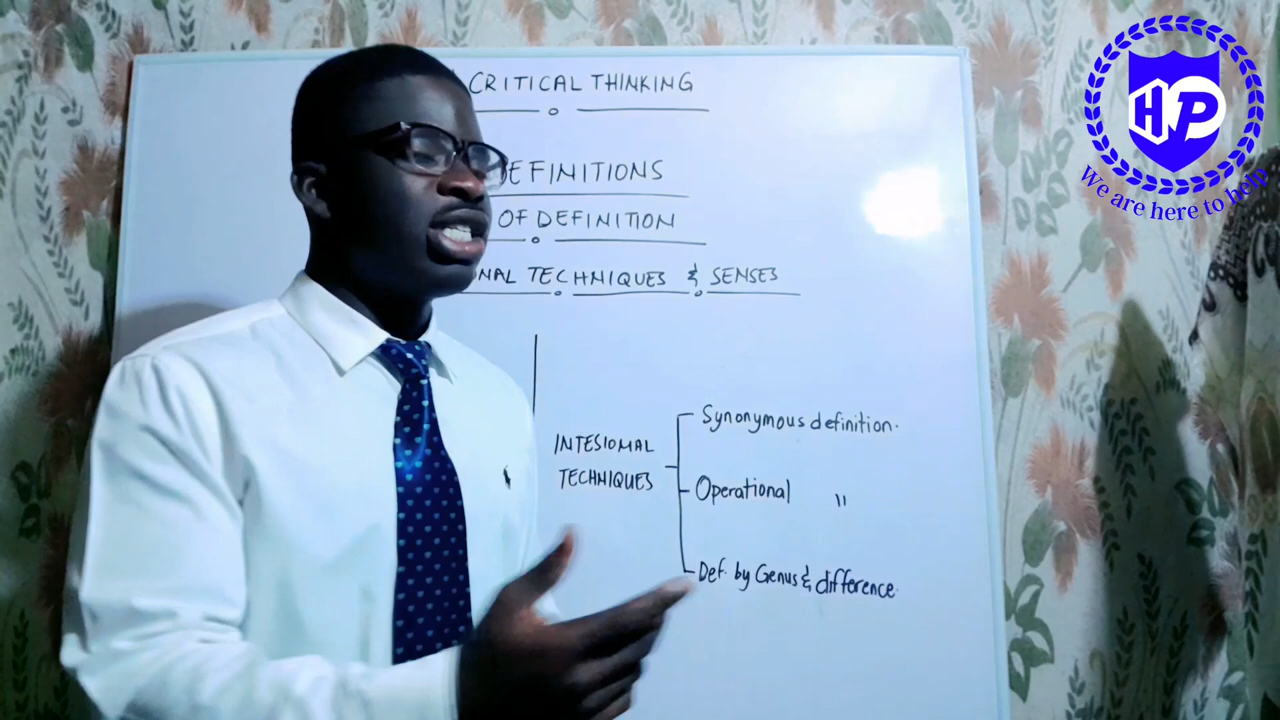 CRITICAL THINKING
EFINITIONS
OF DEFINITION
NAL TECHNIQUES & SENSES
INTESIOMAL
TECHNIQUES
Synonymous definition.
Operational "
Def. by Genus & difference.
HP
We are here to help